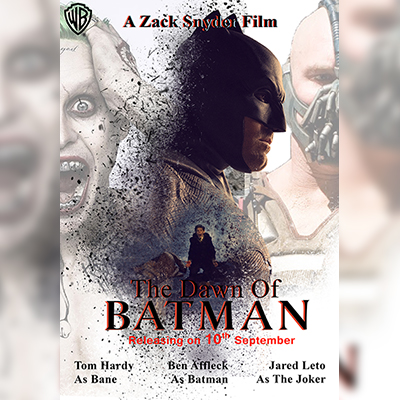 WB
A Zack Snyder Film
The Dawn Of
BATMAN
Releasing on 10th September
Tom Hardy Ben Affleck Jared Leto
As Bane As Batman As The Joker